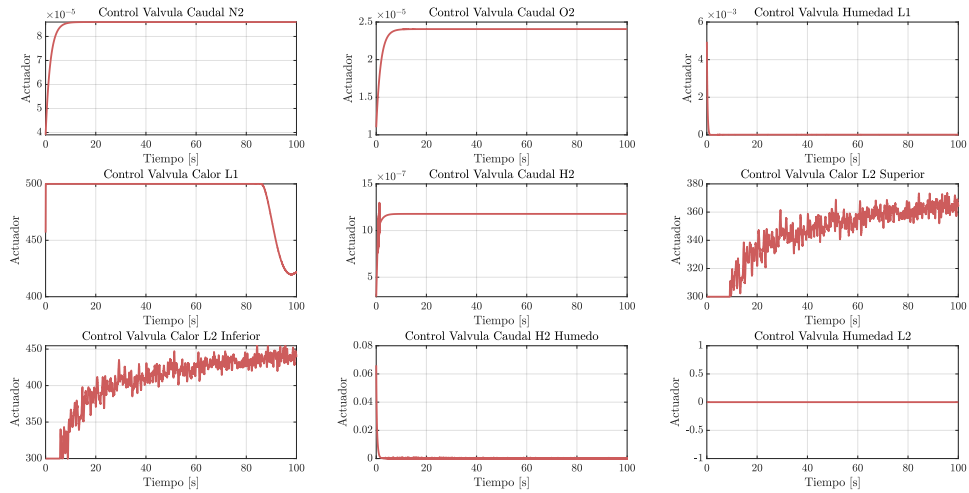 Control Valvula Caudal N2
×10⁻⁵
8
7
6
5
4
Actuador
0 20 40 60 80 100
Tiempo [s]
Control Valvula Caudal O2
×10⁻⁵
2.5
2
1.5
1
Actuador
0 20 40 60 80 100
Tiempo [s]
Control Valvula Humedad L1
×10⁻³
6
4
2
0
Actuador
0 20 40 60 80 100
Tiempo [s]
Control Valvula Calor L1
500
450
400
Actuador
0 20 40 60 80 100
Tiempo [s]
Control Valvula Caudal H2
×10⁻⁷
15
10
5
Actuador
0 20 40 60 80 100
Tiempo [s]
Control Valvula Calor L2 Superior
380
360
340
320
300
Actuador
0 20 40 60 80 100
Tiempo [s]
Control Valvula Calor L2 Inferior
450
400
350
300
Actuador
0 20 40 60 80 100
Tiempo [s]
Control Valvula Caudal H2 Humedo
0.08
0.06
0.04
0.02
0
Actuador
0 20 40 60 80 100
Tiempo [s]
Control Valvula Humedad L2
1
0.5
0
-0.5
-1
Actuador
0 20 40 60 80 100
Tiempo [s]